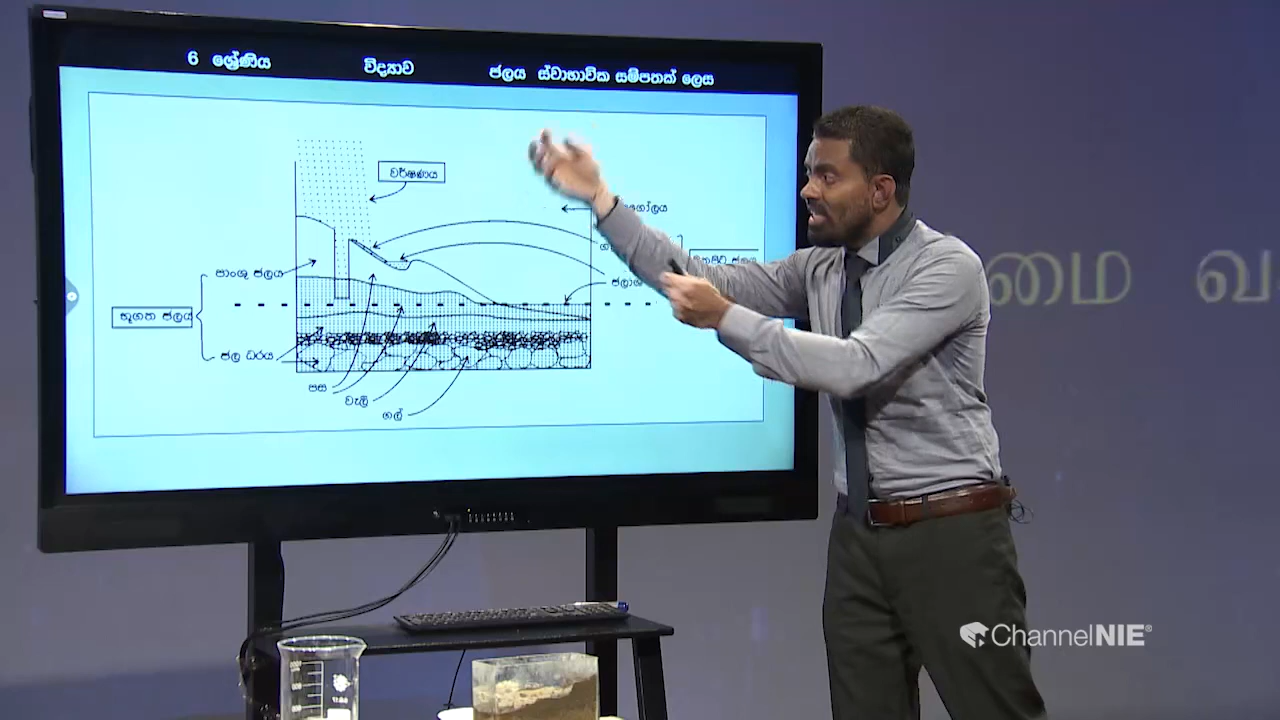 6 ශ්‍රේණිය විද්‍යාව ජලය ස්වාභාවික සම්පතක් ලෙස
වර්ෂණය
පාංශු ජලය
භූගත ජලය
ජල ධරය
පස
වැලි
ගල්
மை வ
ChannelNIE®